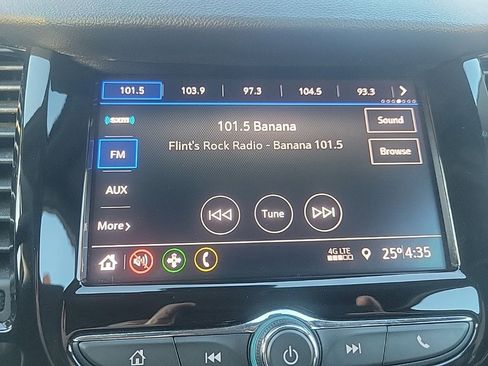 101.5 103.9 97.3 104.5 93.3
((SXM))
101.5 Banana
Sound
FM
Flint's Rock Radio - Banana 101.5
Browse
AUX
More
Tune
4G LTE
25° 4:35